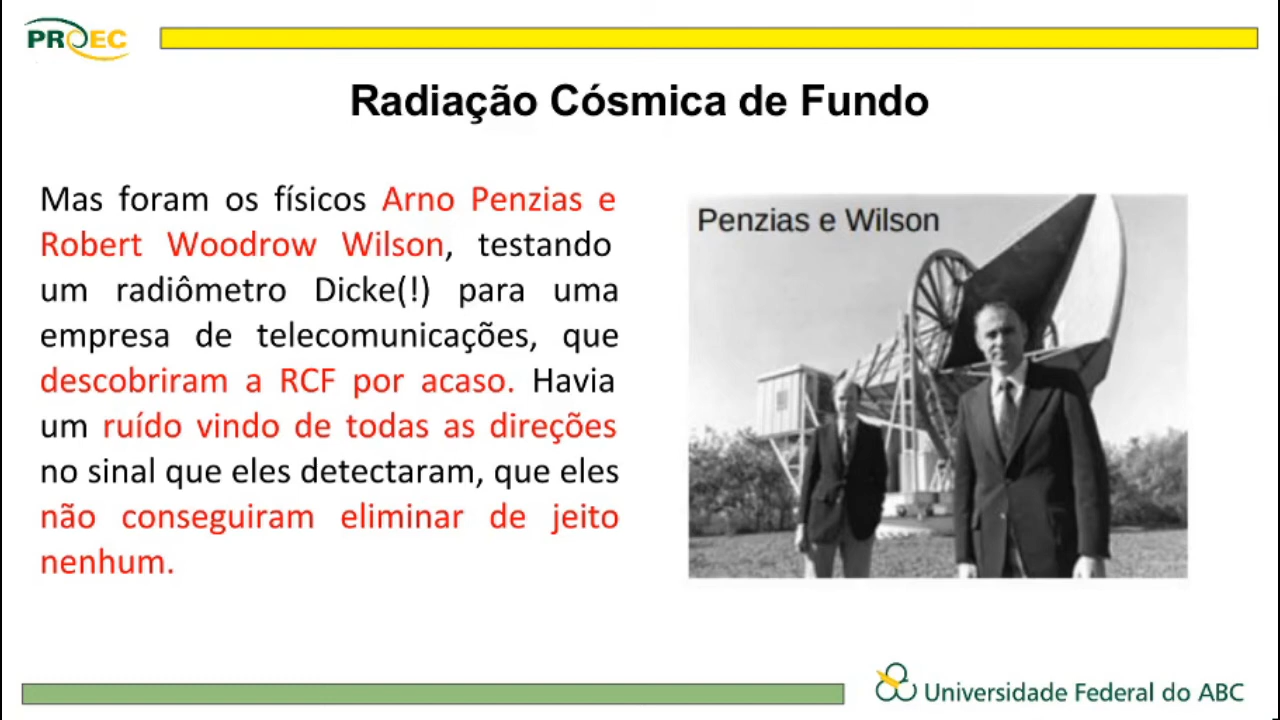 PROEC
Radiação Cósmica de Fundo
Mas foram os físicos Arno Penzias e
Robert Woodrow Wilson, testando
um radiômetro Dicke(!) para uma
empresa de telecomunicações, que
descobriram a RCF por acaso. Havia
um ruído vindo de todas as direções
no sinal que eles detectaram, que eles
não conseguiram eliminar de jeito
nenhum.
Penzias e Wilson
Universidade Federal do ABC